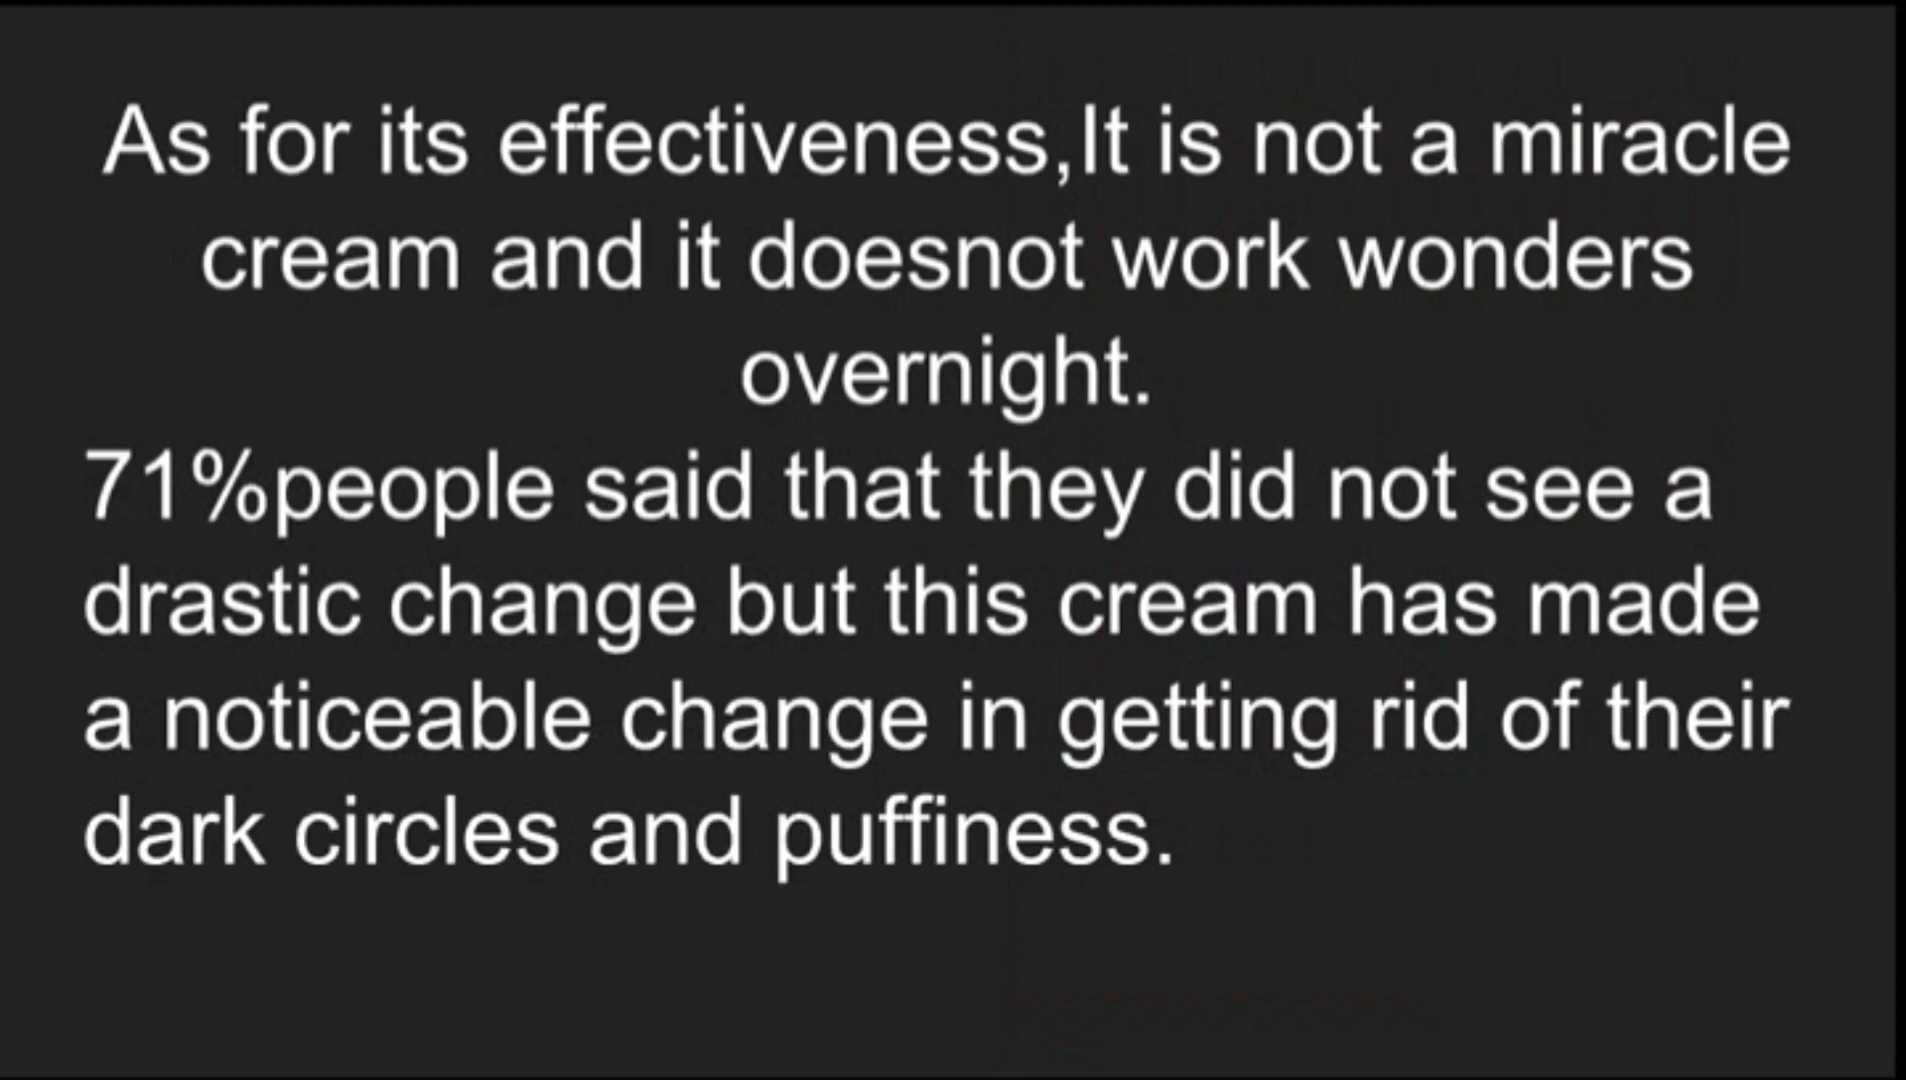 As for its effectiveness,It is not a miracle
cream and it doesnot work wonders
overnight.
71%people said that they did not see a
drastic change but this cream has made
a noticeable change in getting rid of their
dark circles and puffiness.